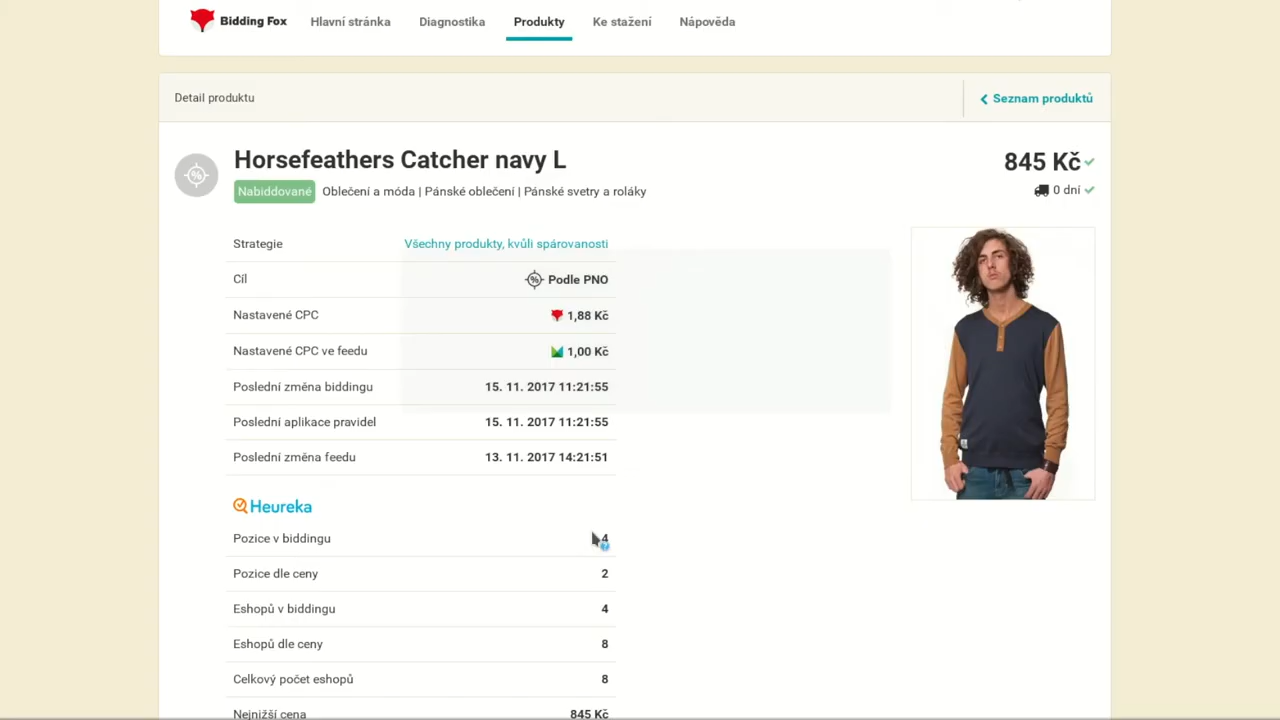 Bidding Fox Hlavní stránka Diagnostika Produkty Ke stažení Nápověda
Detail produktu Seznam produktů
Horsefeathers Catcher navy L 845 Kč
Nabiddované Oblečení a móda | Pánské oblečení | Pánské svetry a roláky 0 dní
Strategie Všechny produkty, kvůli spárovanosti
Cíl Podle PNO
Nastavené CPC 1,88 Kč
Nastavené CPC ve feedu 1,00 Kč
Poslední změna biddingu 15. 11. 2017 11:21:55
Poslední aplikace pravidel 15. 11. 2017 11:21:55
Poslední změna feedu 13. 11. 2017 14:21:51
Heureka
Pozice v biddingu 4
Pozice dle ceny 2
Eshopů v biddingu 4
Eshopů dle ceny 8
Celkový počet eshopů 8
Nejnižší cena 845 Kč